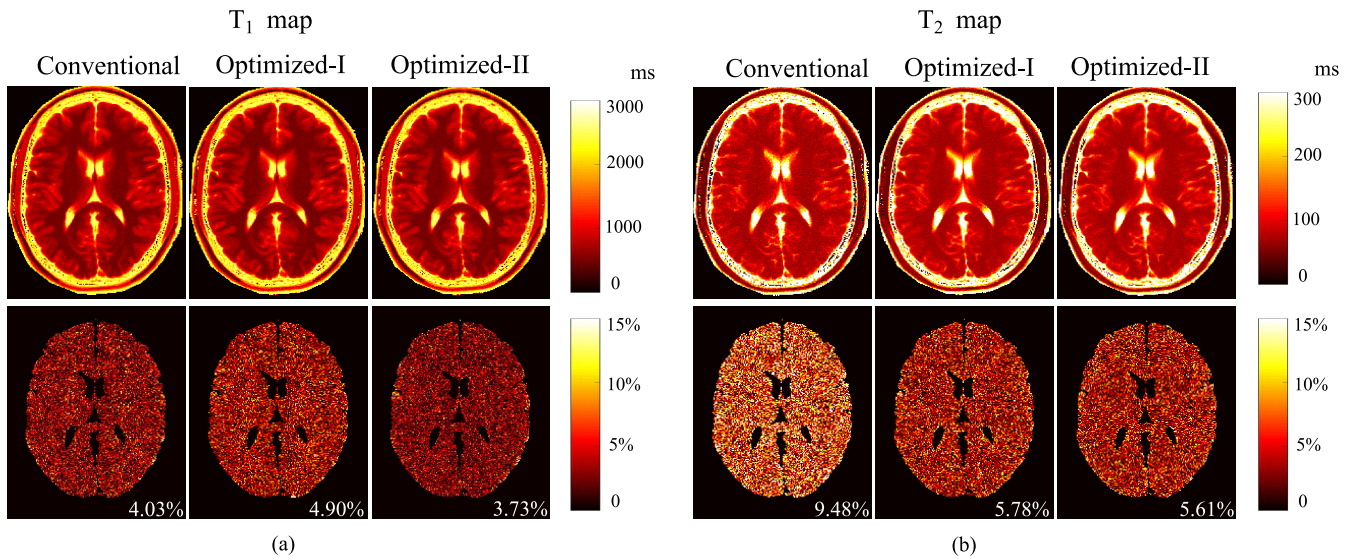 T₁ map
Conventional Optimized-I Optimized-II ms
3000
2000
1000
0
15%
10%
5%
0
4.03% 4.90% 3.73%
(a)
T₂ map
Conventional Optimized-I Optimized-II ms
300
200
100
0
15%
10%
5%
0
9.48% 5.78% 5.61%
(b)